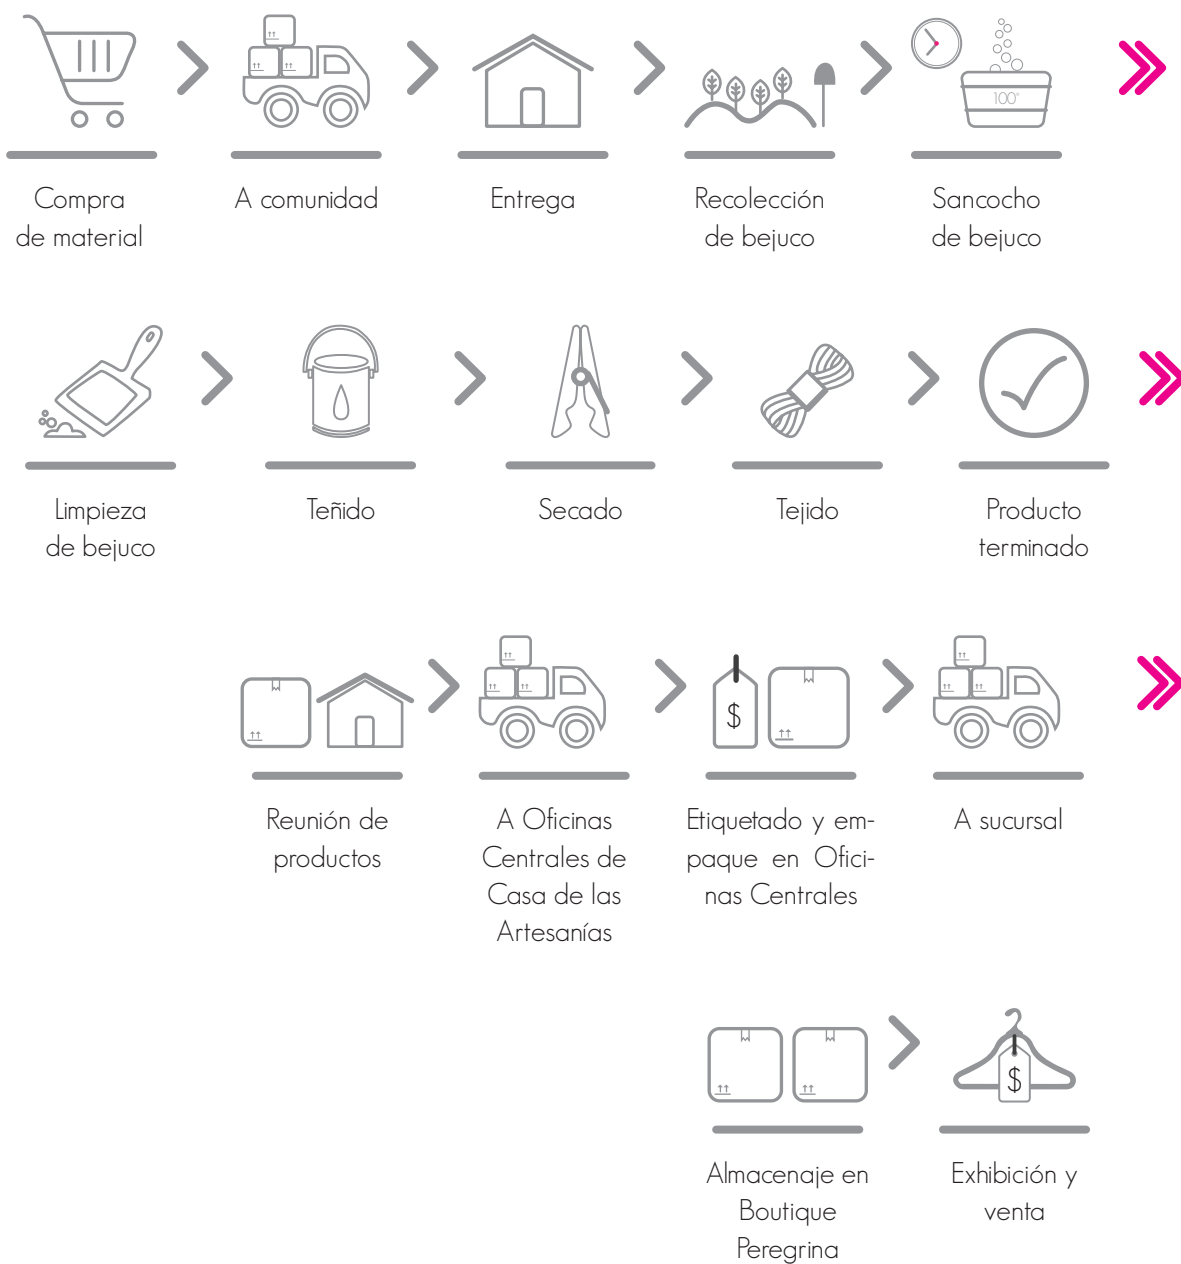 100°
Compra
de material
A comunidad
Entrega
Recolección
de bejuco
Sancocho
de bejuco
Limpieza
de bejuco
Teñido
Secado
Tejido
Producto
terminado
$
Reunión de
productos
A Oficinas
Centrales de
Casa de las
Artesanías
Etiquetado y em-
paque en Ofici-
nas Centrales
A sucursal
$
Almacenaje en
Boutique
Peregrina
Exhibición y
venta